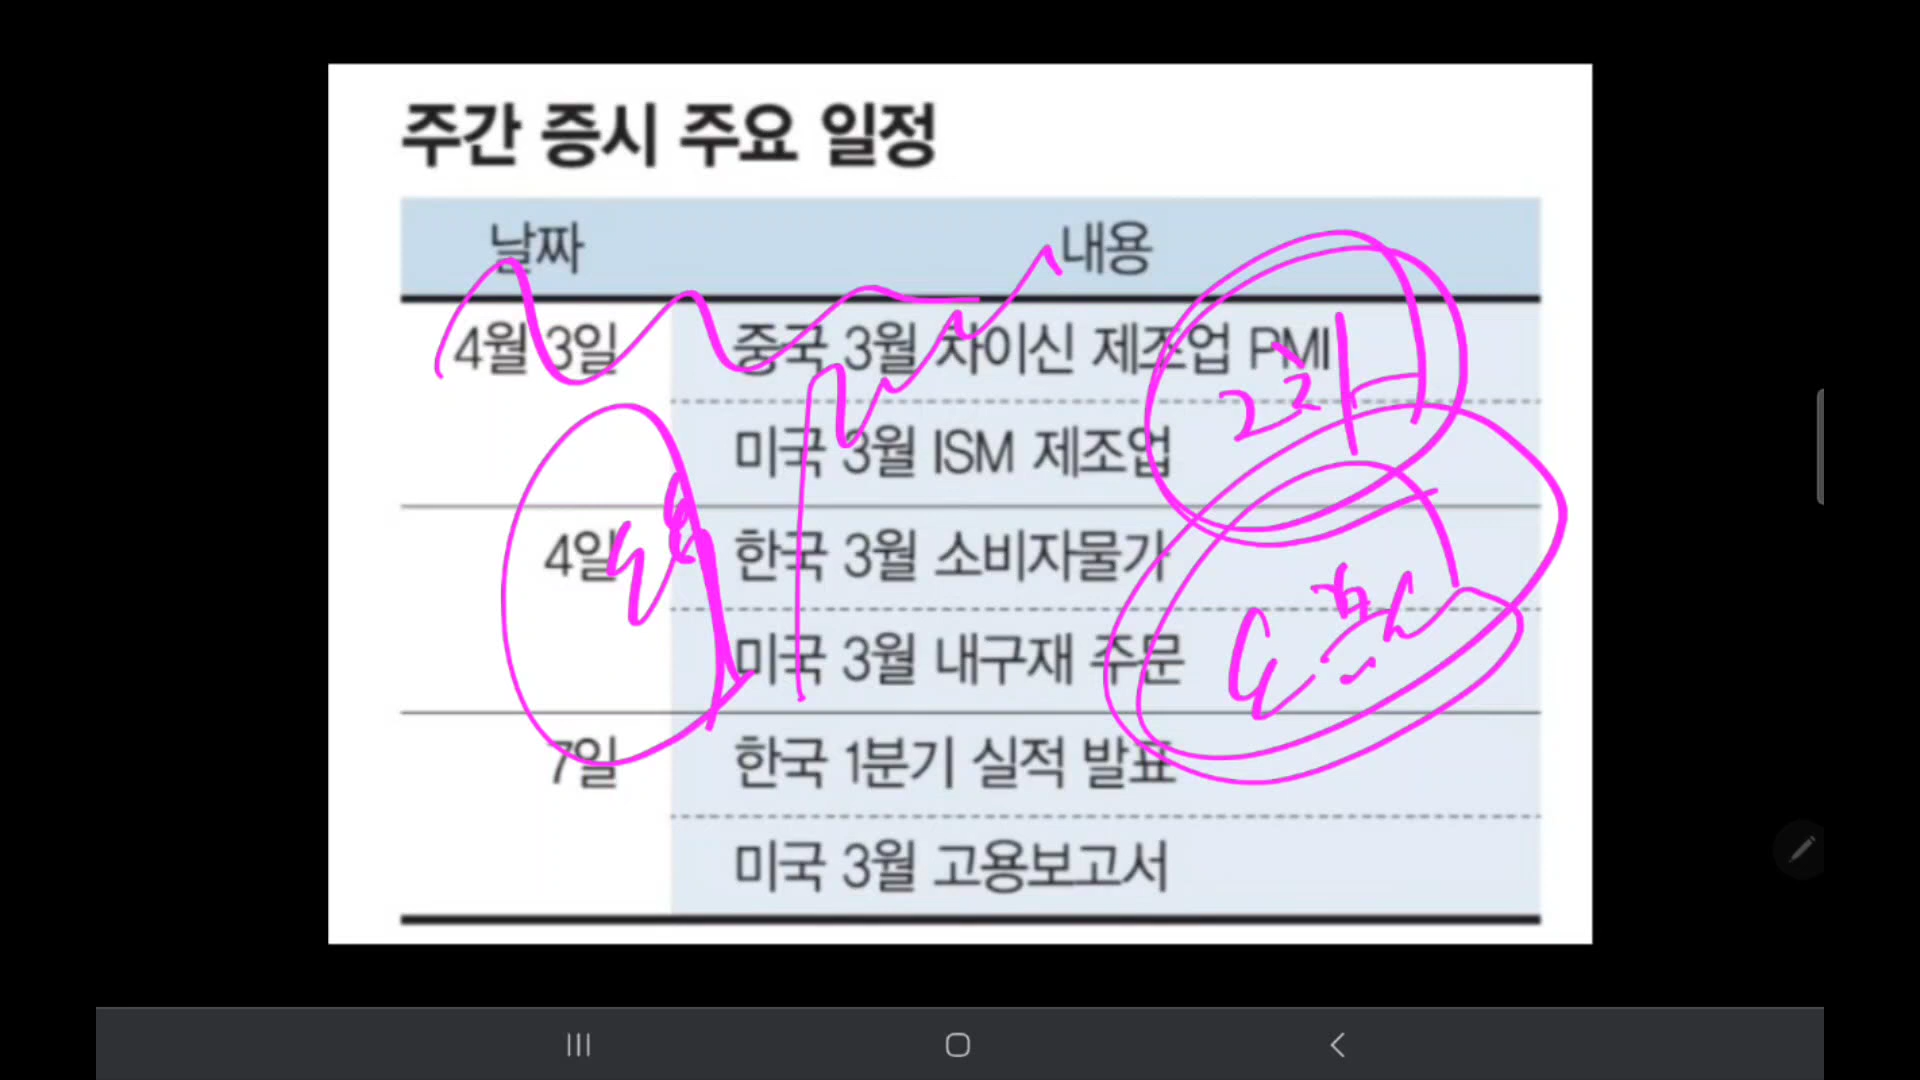 주간 증시 주요 일정
날짜 내용
4월 3일 중국 3월 차이신 제조업 PMI
미국 3월 ISM 제조업
4일 한국 3월 소비자물가
미국 3월 내구재 주문
7일 한국 1분기 실적 발표
미국 3월 고용보고서